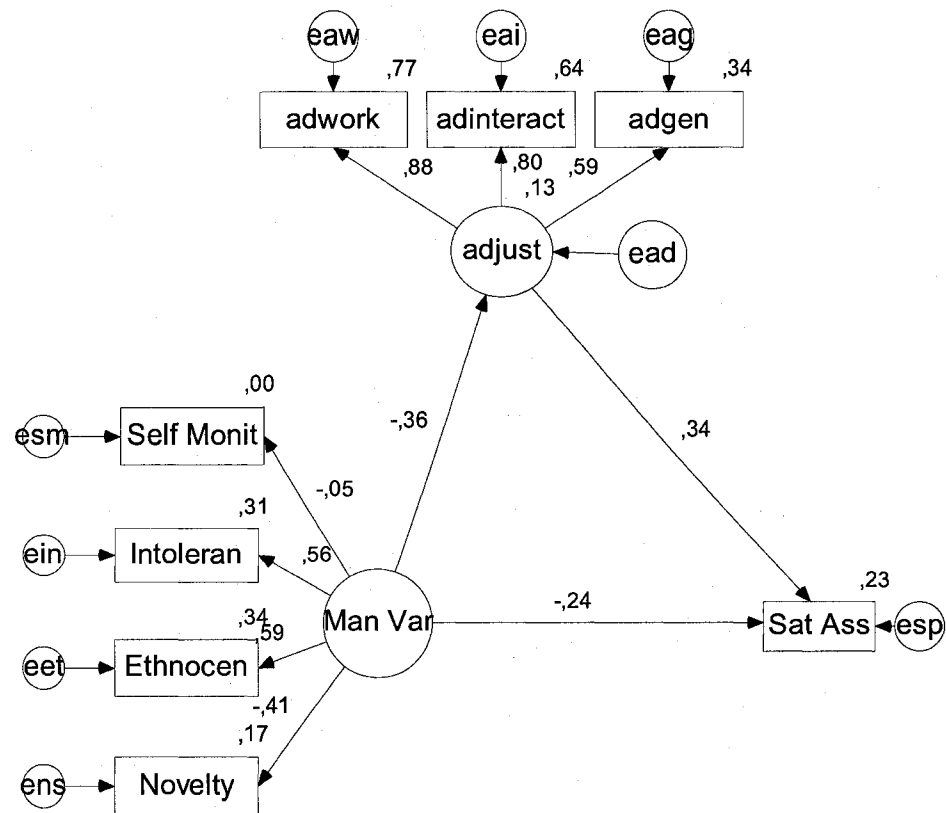 eaw eai eag
,77 ,64 ,34
adwork adinteract adgen
,88 ,80 ,59
,13
adjust ead
,00
esm Self Monit
-,36 ,34
-,05
,31
ein Intoleran ,56
,34
,59
Man Var -,24 ,23
Sat Ass esp
eet Ethnocen
-,41
,17
ens Novelty